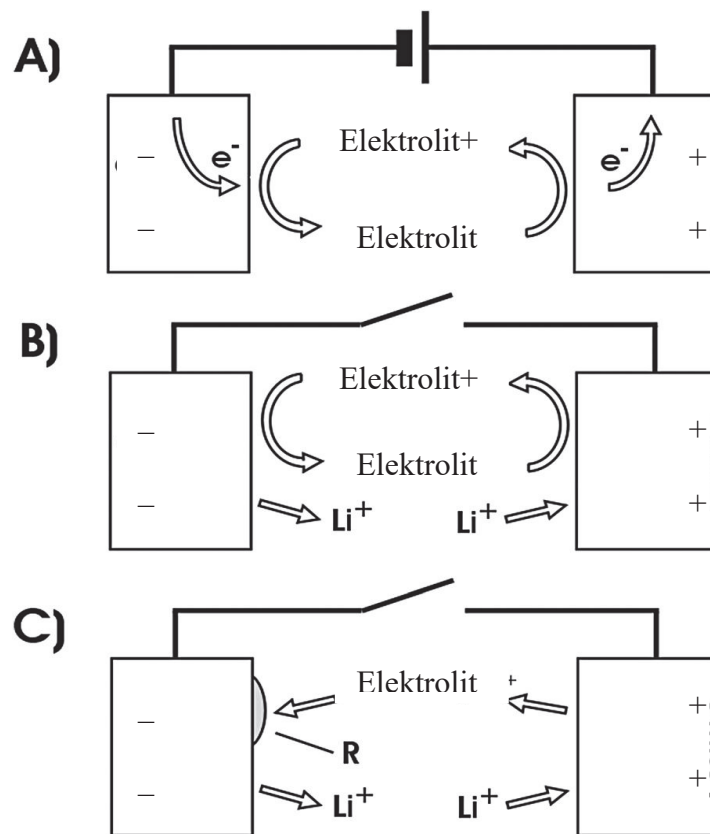 A)
e⁻
Elektrolit+
e⁻
– +
– Elektrolit +
B)
Elektrolit+
– +
Elektrolit
– +
Li⁺ Li⁺
C)
Elektrolit +
– +
R
– +
Li⁺ Li⁺